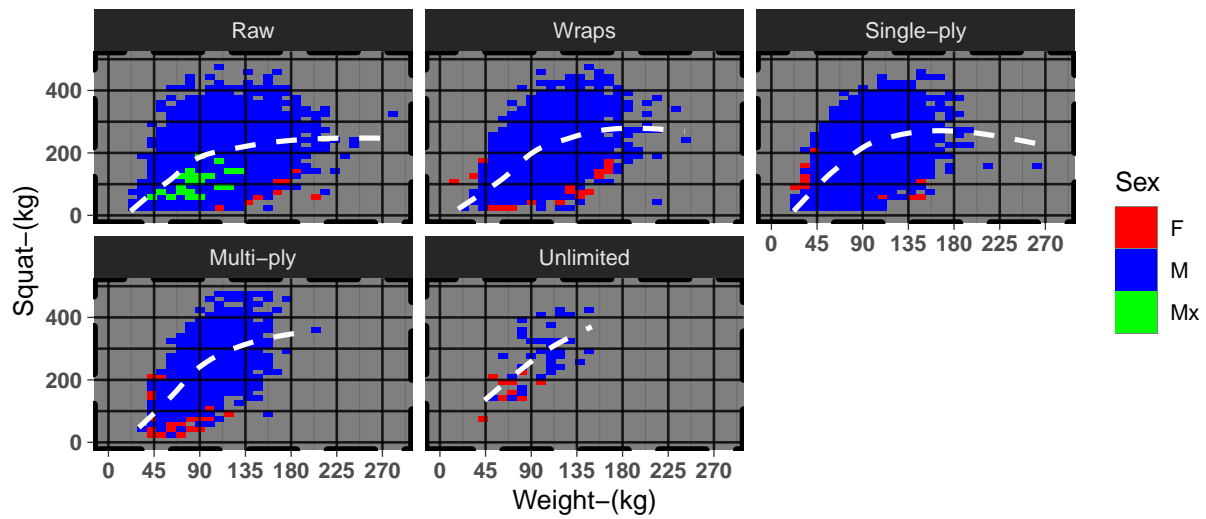 Raw
Wraps
Single−ply
400
200
0
0 45 90 135 180 225 270
Multi−ply
Unlimited
400
200
0
0 45 90 135 180 225 270
0 45 90 135 180 225 270
Squat−(kg)
Weight−(kg)
Sex
F
M
Mx